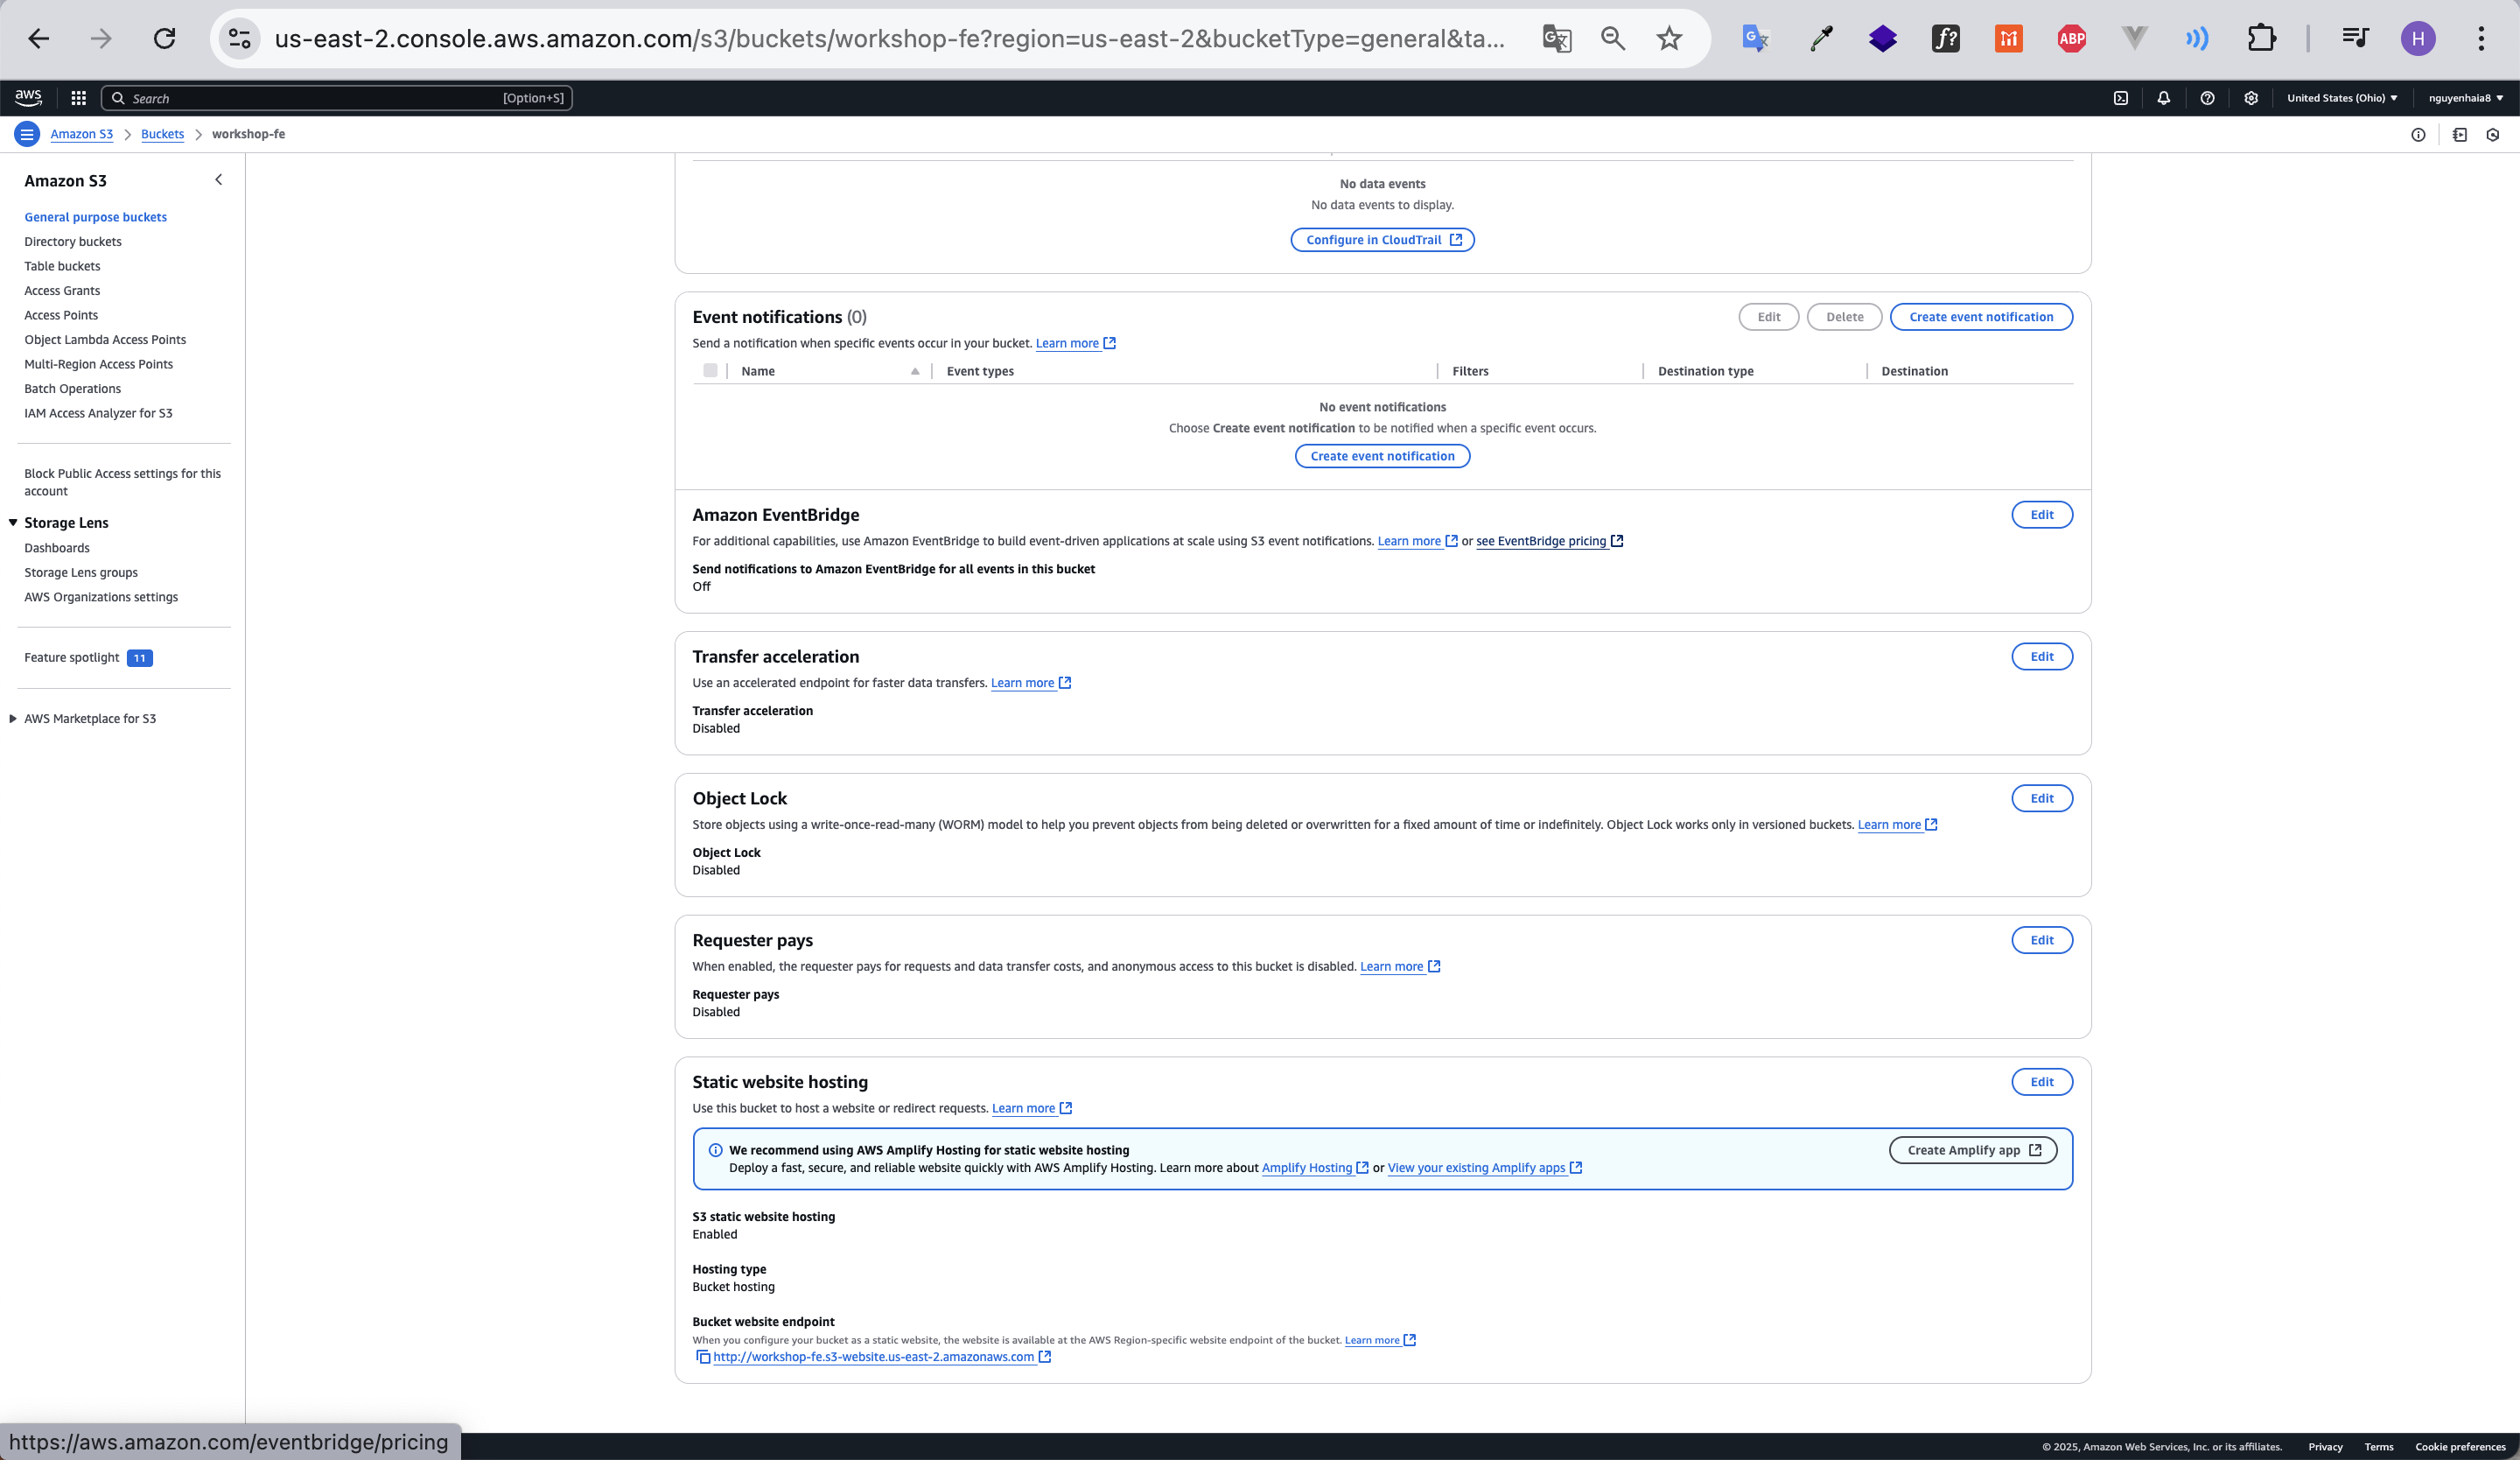 us-east-2.console.aws.amazon.com/s3/buckets/workshop-fe?region=us-east-2&bucketType=general&ta...
ABP
H
aws
Search
[Option+S]
United States (Ohio)
nguyenhaia8
Amazon S3
Buckets
workshop-fe
Amazon S3
General purpose buckets
Directory buckets
Table buckets
Access Grants
Access Points
Object Lambda Access Points
Multi-Region Access Points
Batch Operations
IAM Access Analyzer for S3
Block Public Access settings for this
account
Storage Lens
Dashboards
Storage Lens groups
AWS Organizations settings
Feature spotlight 11
AWS Marketplace for S3
No data events
No data events to display.
Configure in CloudTrail
Event notifications (0)
Edit
Delete
Create event notification
Send a notification when specific events occur in your bucket. Learn more
Name
Event types
Filters
Destination type
Destination
No event notifications
Choose Create event notification to be notified when a specific event occurs.
Create event notification
Amazon EventBridge
Edit
For additional capabilities, use Amazon EventBridge to build event-driven applications at scale using S3 event notifications. Learn more or see EventBridge pricing
Send notifications to Amazon EventBridge for all events in this bucket
Off
Transfer acceleration
Edit
Use an accelerated endpoint for faster data transfers. Learn more
Transfer acceleration
Disabled
Object Lock
Edit
Store objects using a write-once-read-many (WORM) model to help you prevent objects from being deleted or overwritten for a fixed amount of time or indefinitely. Object Lock works only in versioned buckets. Learn more
Object Lock
Disabled
Requester pays
Edit
When enabled, the requester pays for requests and data transfer costs, and anonymous access to this bucket is disabled. Learn more
Requester pays
Disabled
Static website hosting
Edit
Use this bucket to host a website or redirect requests. Learn more
We recommend using AWS Amplify Hosting for static website hosting
Deploy a fast, secure, and reliable website quickly with AWS Amplify Hosting. Learn more about Amplify Hosting or View your existing Amplify apps
Create Amplify app
S3 static website hosting
Enabled
Hosting type
Bucket hosting
Bucket website endpoint
When you configure your bucket as a static website, the website is available at the AWS Region-specific website endpoint of the bucket. Learn more
http://workshop-fe.s3-website.us-east-2.amazonaws.com
https://aws.amazon.com/eventbridge/pricing
© 2025, Amazon Web Services, Inc. or its affiliates.
Privacy
Terms
Cookie preferences